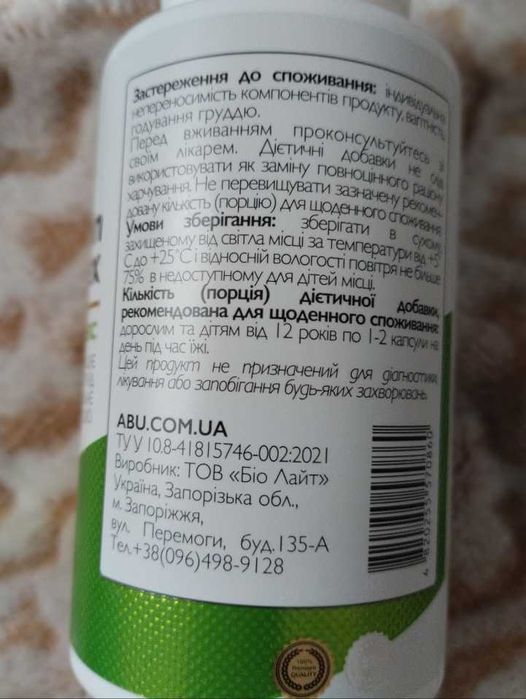 Застереження до споживання: індивідуальна
непереносимість компонентів продукту, вагітність,
годування груддю.
Перед вживанням проконсультуйтесь зі
своїм лікарем. Дієтичні добавки не слід
використовувати як заміну повноцінного раціону
харчування. Не перевищувати зазначену рекомен-
довану кількість (порцію) для щоденного споживання.
Умови зберігання: зберігати в сухому,
захищеному від світла місці за температури від +5°
С до +25°С і відносній вологості повітря не більше
75% в недоступному для дітей місці.
Кількість (порція) дієтичної добавки,
рекомендована для щоденного споживання:
дорослим та дітям від 12 років по 1-2 капсули на
день під час їжі.
Цей продукт не призначений для діагностики,
лікування або запобігання будь-яких захворювань.
ABU.COM.UA
ТУ У 10.8-41815746-002:2021
Виробник: ТОВ «Біо Лайт»
Україна, Запорізька обл.,
м. Запоріжжя,
вул. Перемоги, буд.135-А
Тел.+38(096)498-9128
4 820255 570860
100%
Premium
QUALITY